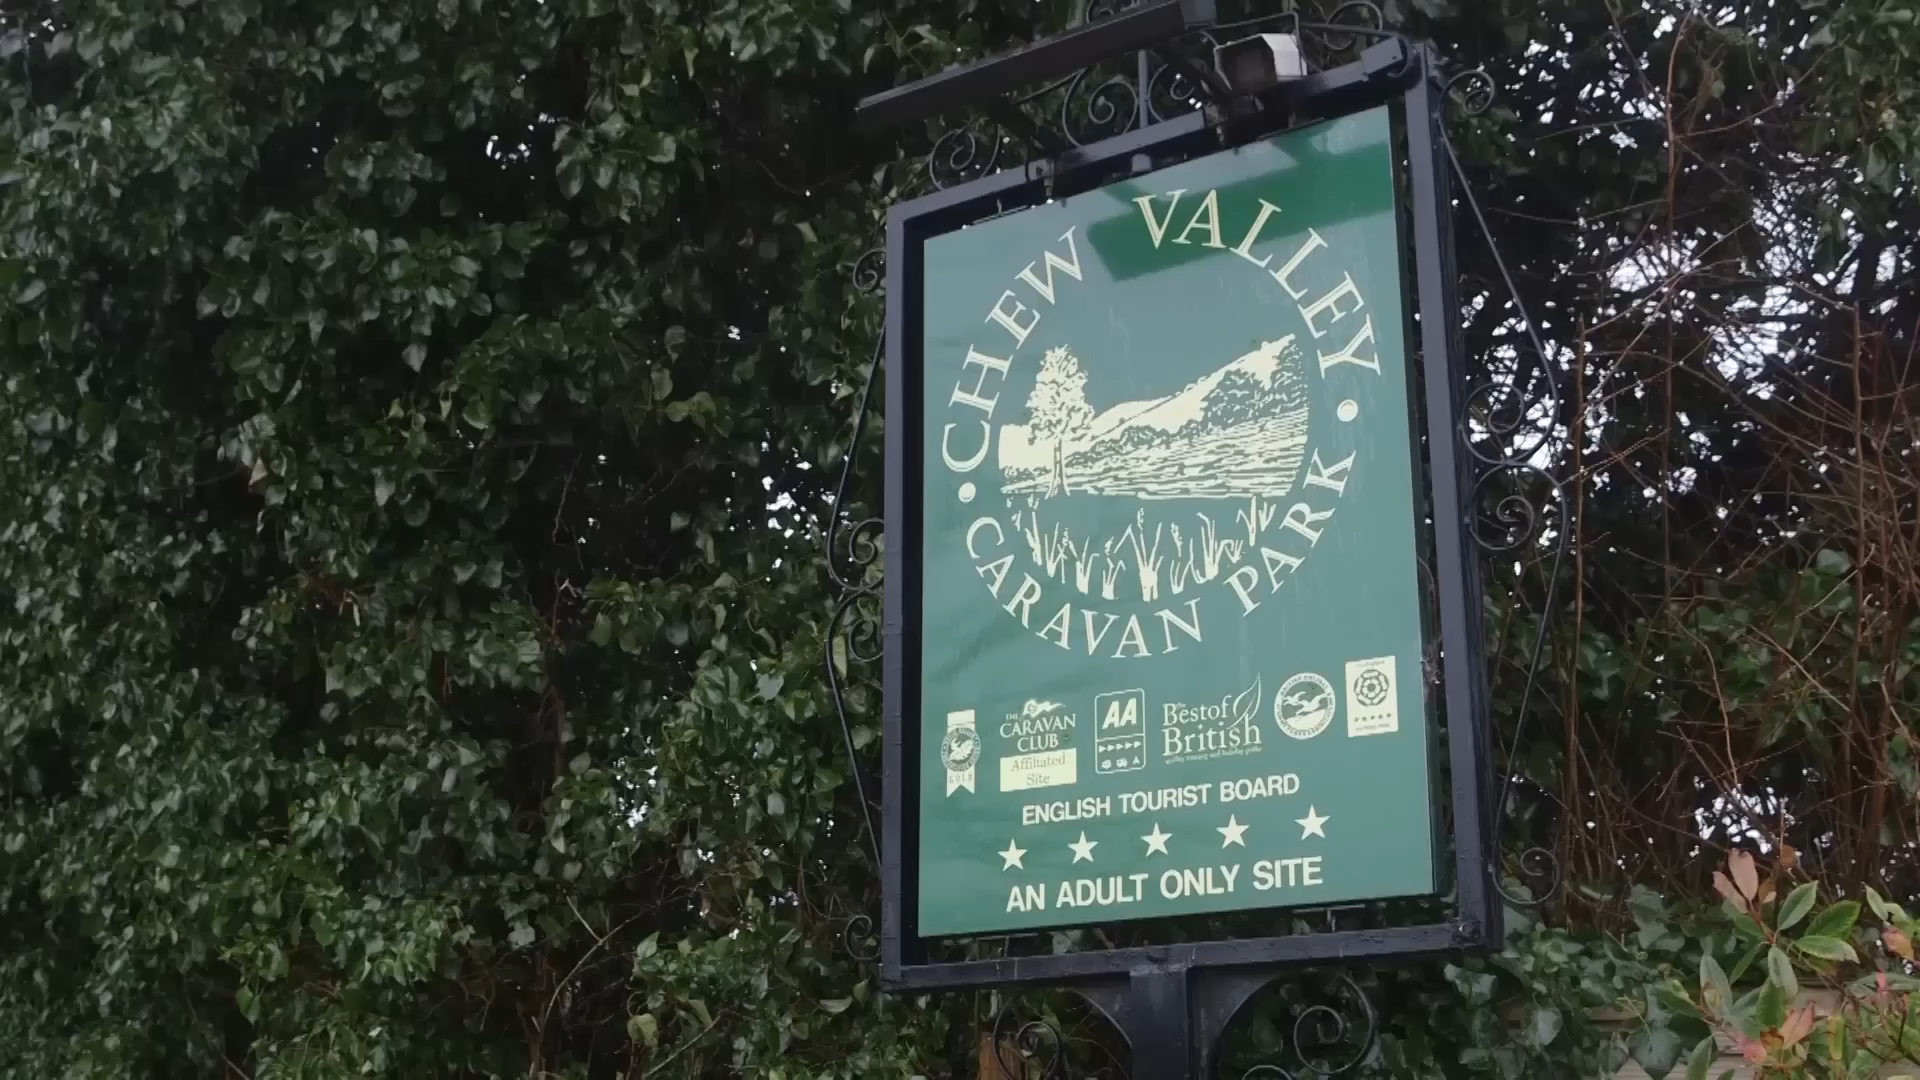 CHEW VALLEY
CARAVAN PARK
GOLD
THE
CARAVAN
CLUB
Affiliated
Site
AA
Best of
British
ENGLISH TOURIST BOARD
AN ADULT ONLY SITE